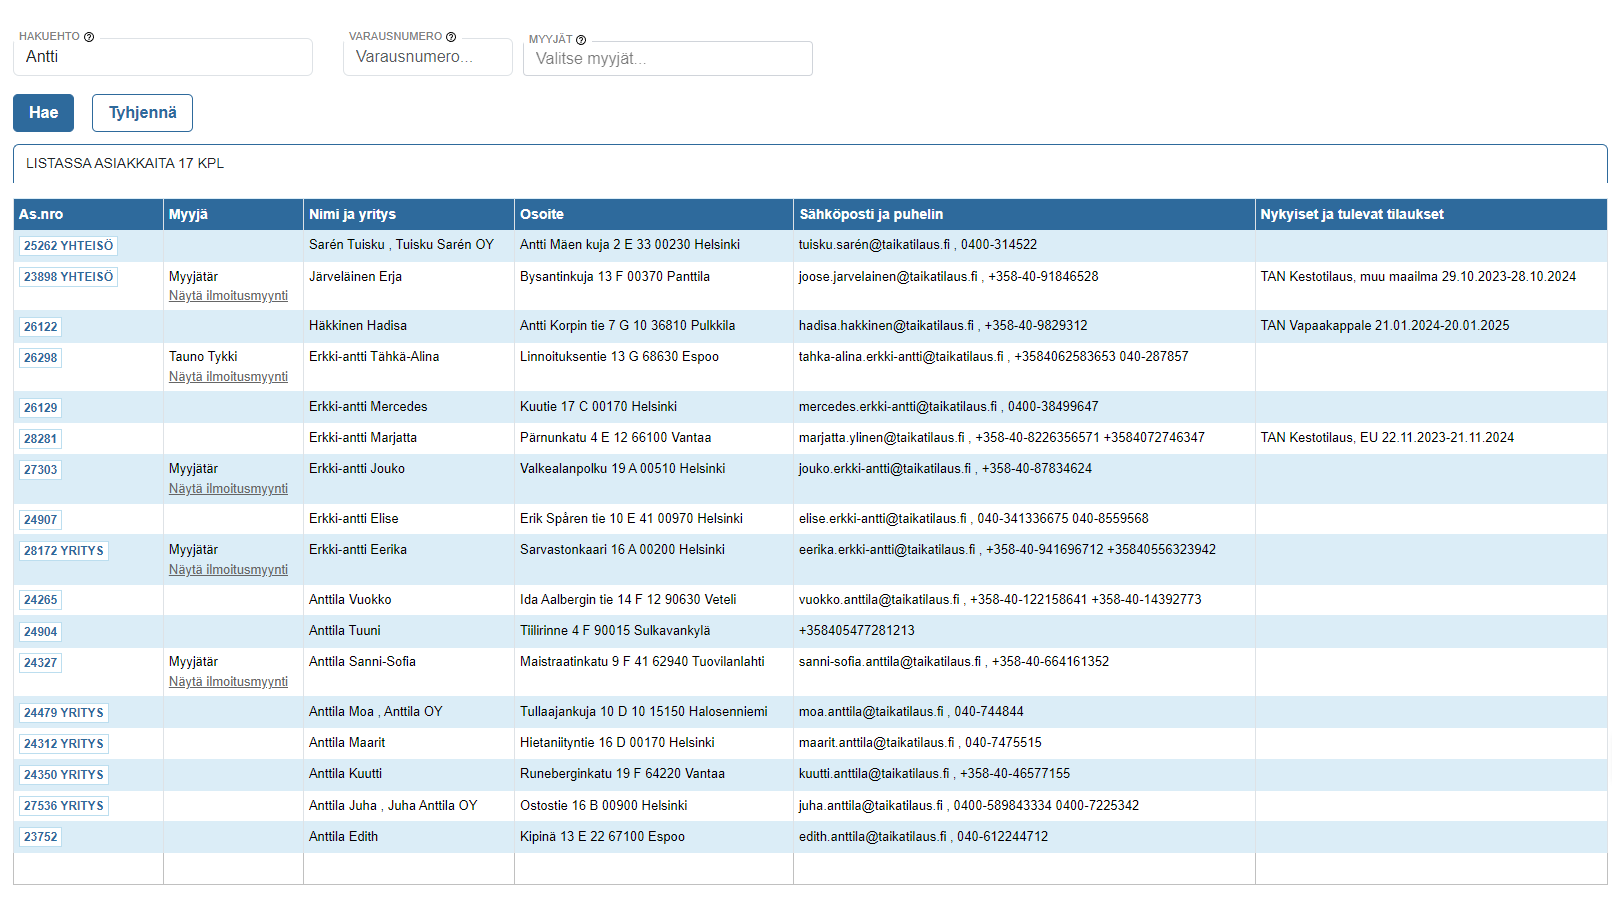 HAKUEHTO
Antti
VARAUSNUMERO
Varausnumero...
MYYJÄT
Valitse myyjät...
Hae
Tyhjennä
LISTASSA ASIAKKAITA 17 KPL
As.nro Myyjä Nimi ja yritys Osoite Sähköposti ja puhelin Nykyiset ja tulevat tilaukset
25262 YHTEISÖ Sarén Tuisku , Tuisku Sarén OY Antti Mäen kuja 2 E 33 00230 Helsinki tuisku.sarén@taikatilaus.fi , 0400-314522
23898 YHTEISÖ Myyjätär Järveläinen Erja Bysantinkuja 13 F 00370 Panttila joose.jarvelainen@taikatilaus.fi , +358-40-91846528 TAN Kestotilaus, muu maailma 29.10.2023-28.10.2024
Näytä ilmoitusmyynti
26122 Häkkinen Hadisa Antti Korpin tie 7 G 10 36810 Pulkkila hadisa.hakkinen@taikatilaus.fi , +358-40-9829312 TAN Vapaakappale 21.01.2024-20.01.2025
26298 Tauno Tykki Erkki-antti Tähkä-Alina Linnoituksentie 13 G 68630 Espoo tahka-alina.erkki-antti@taikatilaus.fi , +3584062583653 040-287857
Näytä ilmoitusmyynti
26129 Erkki-antti Mercedes Kuutie 17 C 00170 Helsinki mercedes.erkki-antti@taikatilaus.fi , 0400-38499647
28281 Erkki-antti Marjatta Pärnunkatu 4 E 12 66100 Vantaa marjatta.ylinen@taikatilaus.fi , +358-40-8226356571 +3584072746347 TAN Kestotilaus, EU 22.11.2023-21.11.2024
27303 Myyjätär Erkki-antti Jouko Valkealanpolku 19 A 00510 Helsinki jouko.erkki-antti@taikatilaus.fi , +358-40-87834624
Näytä ilmoitusmyynti
24907 Erkki-antti Elise Erik Spåren tie 10 E 41 00970 Helsinki elise.erkki-antti@taikatilaus.fi , 040-341336675 040-8559568
28172 YRITYS Myyjätär Erkki-antti Eerika Sarvastonkaari 16 A 00200 Helsinki eerika.erkki-antti@taikatilaus.fi , +358-40-941696712 +35840556323942
Näytä ilmoitusmyynti
24265 Anttila Vuokko Ida Aalbergin tie 14 F 12 90630 Veteli vuokko.anttila@taikatilaus.fi , +358-40-122158641 +358-40-14392773
24904 Anttila Tuuni Tiilirinne 4 F 90015 Sulkavankylä +358405477281213
24327 Myyjätär Anttila Sanni-Sofia Maistraatinkatu 9 F 41 62940 Tuovilanlahti sanni-sofia.anttila@taikatilaus.fi , +358-40-664161352
Näytä ilmoitusmyynti
24479 YRITYS Anttila Moa , Anttila OY Tullaajankuja 10 D 10 15150 Halosenniemi moa.anttila@taikatilaus.fi , 040-744844
24312 YRITYS Anttila Maarit Hietaniityntie 16 D 00170 Helsinki maarit.anttila@taikatilaus.fi , 040-7475515
24350 YRITYS Anttila Kuutti Runeberginkatu 19 F 64220 Vantaa kuutti.anttila@taikatilaus.fi , +358-40-46577155
27536 YRITYS Anttila Juha , Juha Anttila OY Ostostie 16 B 00900 Helsinki juha.anttila@taikatilaus.fi , 0400-589843334 0400-7225342
23752 Anttila Edith Kipinä 13 E 22 67100 Espoo edith.anttila@taikatilaus.fi , 040-612244712